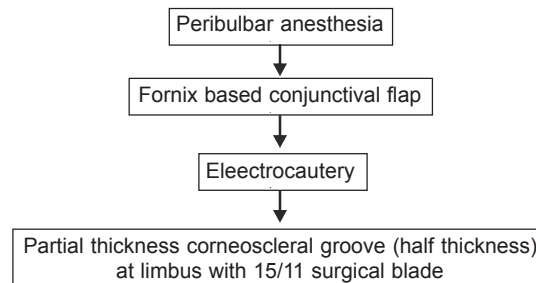 Peribulbar anesthesia
Fornix based conjunctival flap
Eleectrocautery
Partial thickness corneoscleral groove (half thickness)
at limbus with 15/11 surgical blade